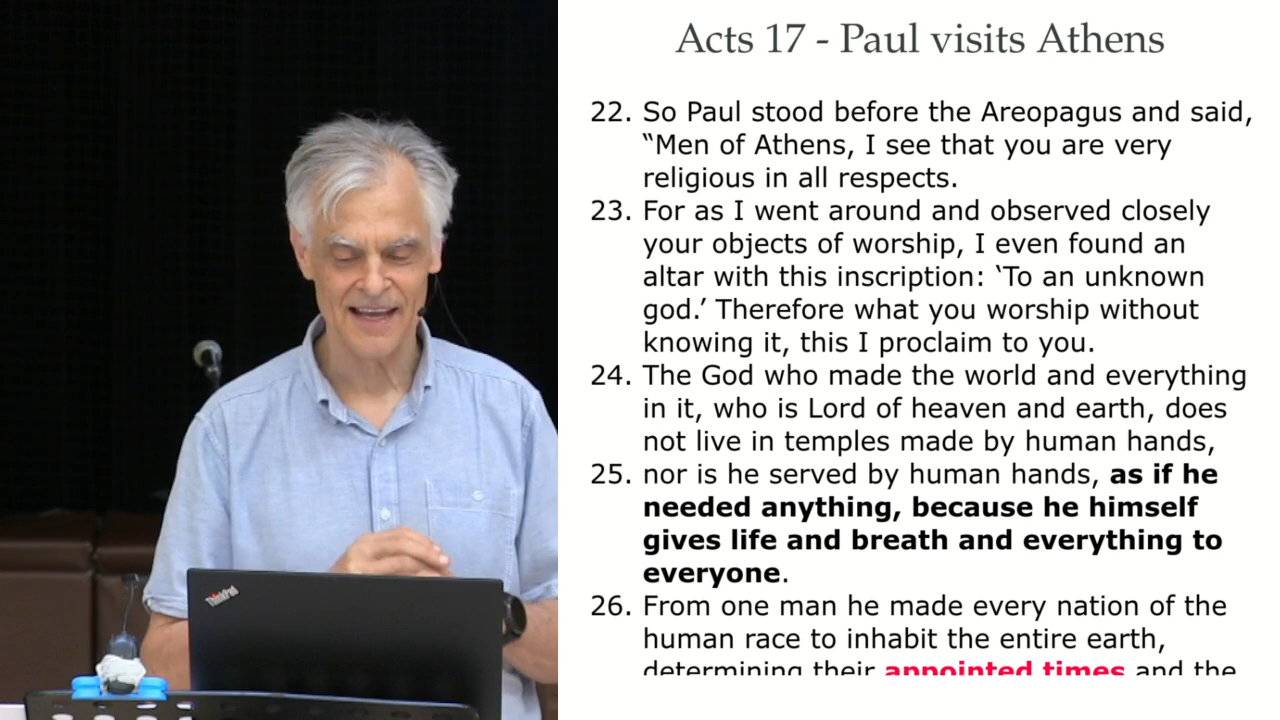 Acts 17 - Paul visits Athens
22. So Paul stood before the Areopagus and said,
“Men of Athens, I see that you are very
religious in all respects.
23. For as I went around and observed closely
your objects of worship, I even found an
altar with this inscription: ‘To an unknown
god.’ Therefore what you worship without
knowing it, this I proclaim to you.
24. The God who made the world and everything
in it, who is Lord of heaven and earth, does
not live in temples made by human hands,
25. nor is he served by human hands, as if he
needed anything, because he himself
gives life and breath and everything to
everyone.
26. From one man he made every nation of the
human race to inhabit the entire earth,
determining their appointed times and the
ThinkPad